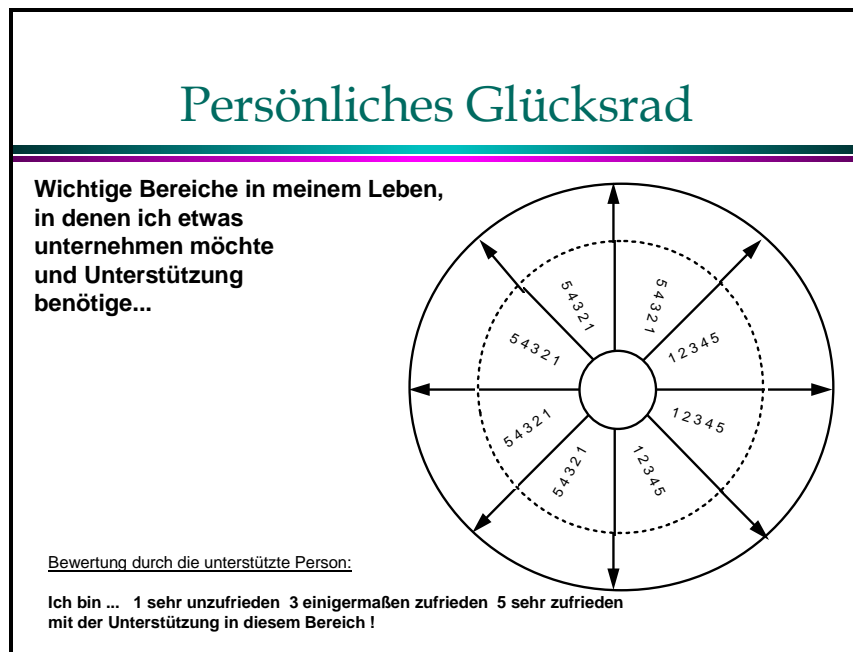 Persönliches Glücksrad
Wichtige Bereiche in meinem Leben,
in denen ich etwas
unternehmen möchte
und Unterstützung
benötige...
5 4 3 2 1
5 4 3 2 1
5 4 3 2 1
1 2 3 4 5
5 4 3 2 1
1 2 3 4 5
5 4 3 2 1
1 2 3 4 5
Bewertung durch die unterstützte Person:
Ich bin ... 1 sehr unzufrieden 3 einigermaßen zufrieden 5 sehr zufrieden
mit der Unterstützung in diesem Bereich !